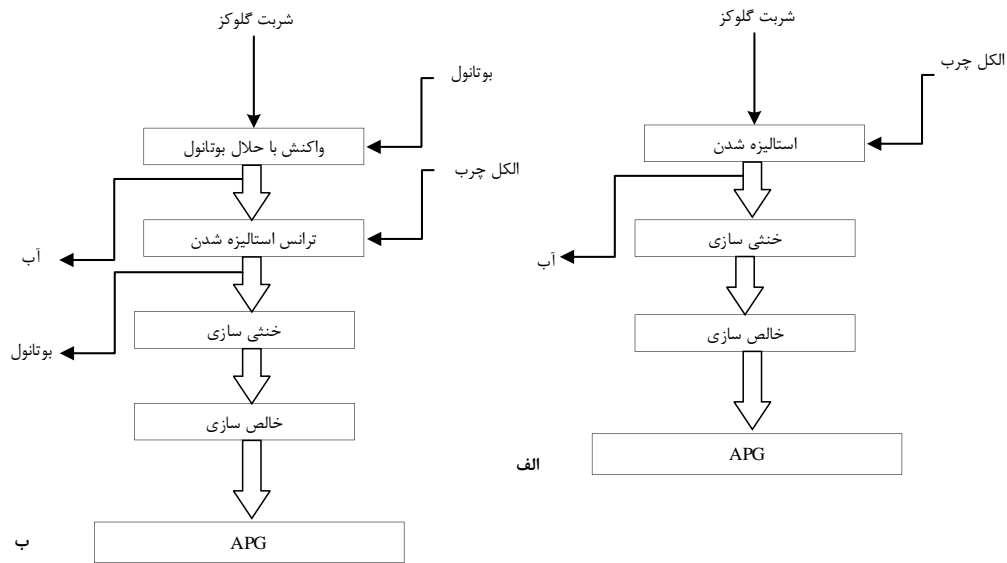 شربت گلوکز
الکل چرب
استالیزه شدن
آب
خنثی سازی
خالص سازی
APG
الف
شربت گلوکز
بوتانول
واکنش با حلال بوتانول
الکل چرب
ترانس استالیزه شدن
آب
خنثی سازی
بوتانول
خالص سازی
APG
ب